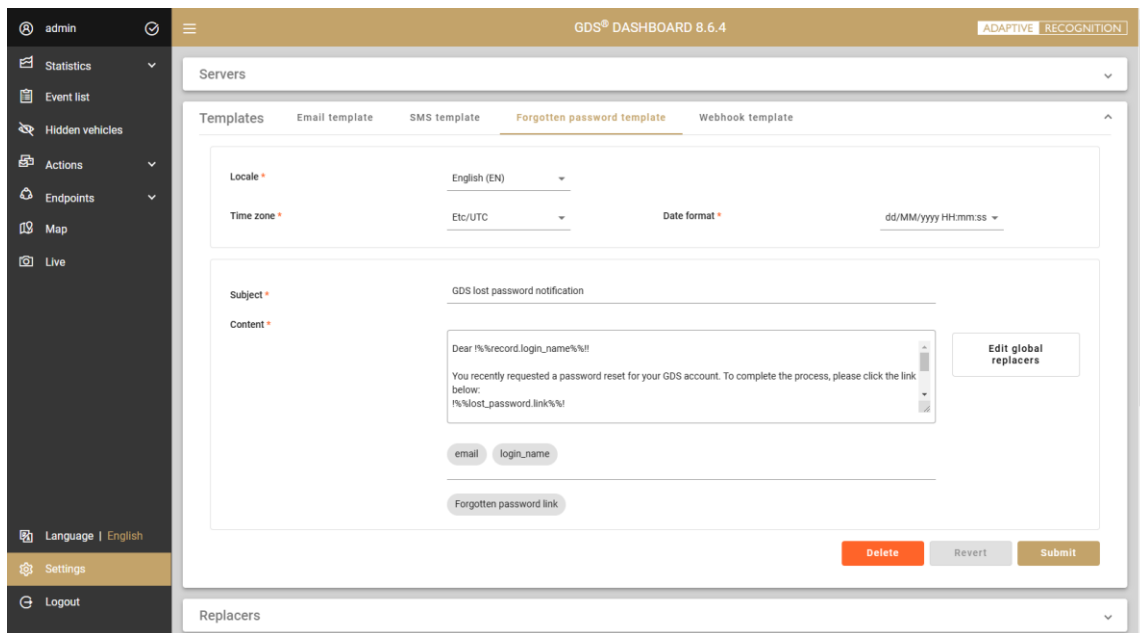 admin
GDS® DASHBOARD 8.6.4
ADAPTIVE RECOGNITION
Statistics
Event list
Hidden vehicles
Actions
Endpoints
Map
Live
Language | English
Settings
Logout
Servers
Templates Email template SMS template Forgotten password template Webhook template
Locale * English (EN)
Time zone * Etc/UTC Date format * dd/MM/yyyy HH:mm:ss
Subject * GDS lost password notification
Content *
Dear !%%record.login_name%%!!
You recently requested a password reset for your GDS account. To complete the process, please click the link
below:
!%%lost_password.link%%!
Edit global
replacers
email login_name
Forgotten password link
Delete Revert Submit
Replacers